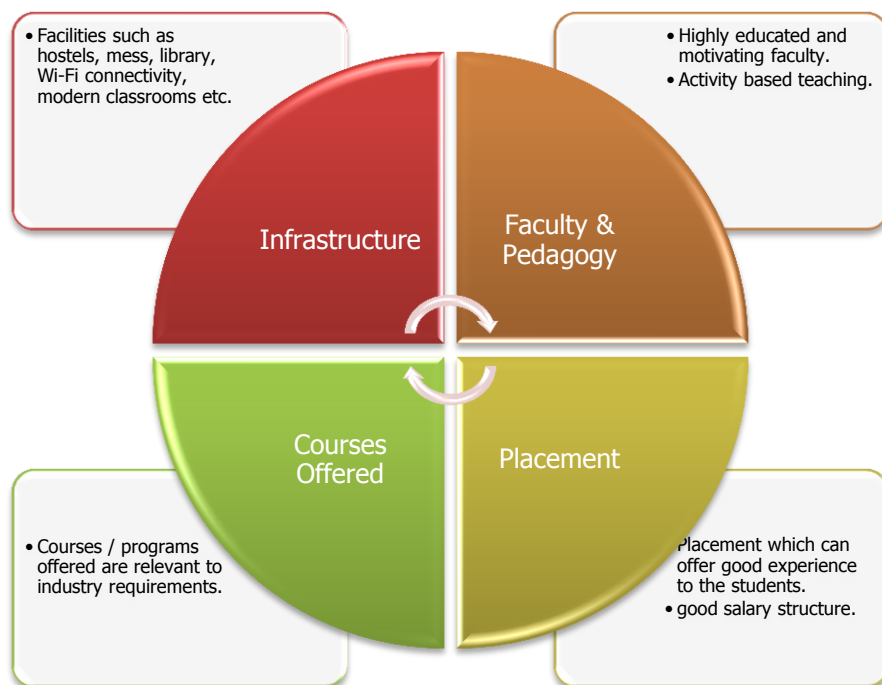 • Facilities such as
hostels, mess, library,
Wi-Fi connectivity,
modern classrooms etc.
• Highly educated and
motivating faculty.
• Activity based teaching.
Infrastructure
Faculty &
Pedagogy
Courses
Offered
Placement
• Courses / programs
offered are relevant to
industry requirements.
Placement which can
offer good experience
to the students.
• good salary structure.